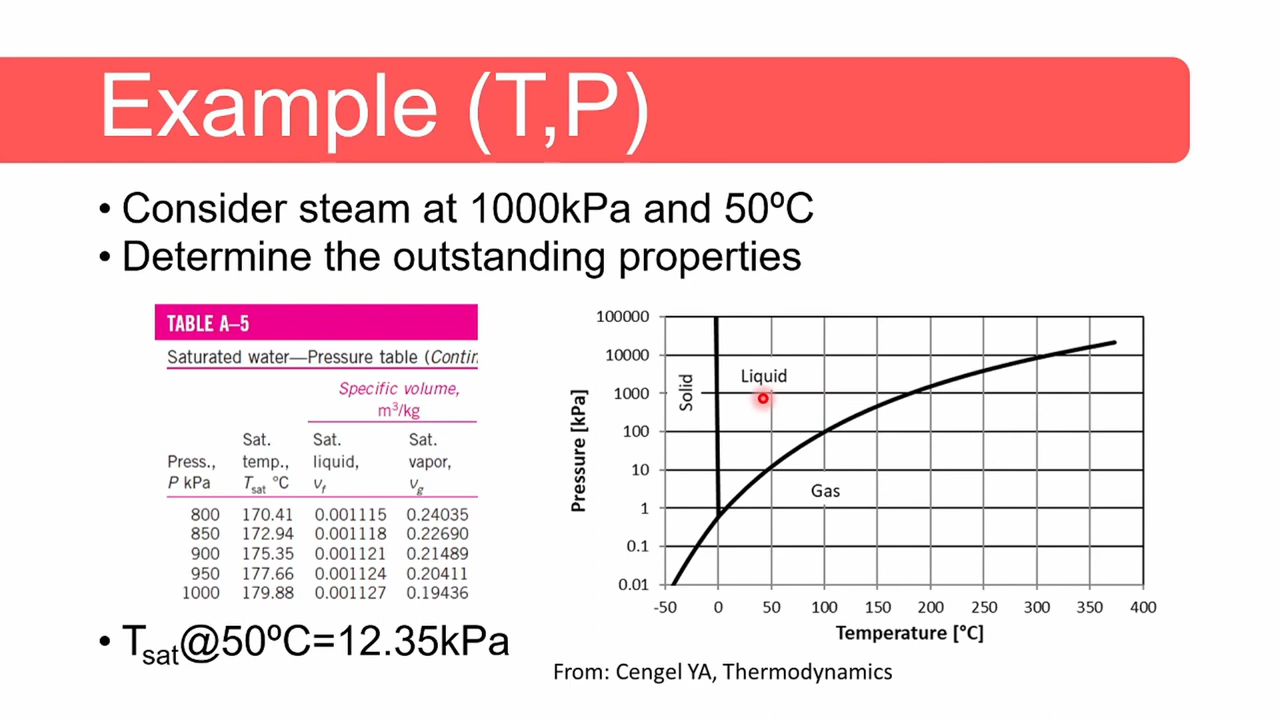 Example (T,P)
• Consider steam at 1000kPa and 50ºC
• Determine the outstanding properties
TABLE A–5
Saturated water—Pressure table (Contin
Specific volume,
m³/kg
Sat. Sat. Sat.
Press., temp., liquid, vapor,
P kPa Tsat °C vf vg
800 170.41 0.001115 0.24035
850 172.94 0.001118 0.22690
900 175.35 0.001121 0.21489
950 177.66 0.001124 0.20411
1000 179.88 0.001127 0.19436
• Tsat@50ºC=12.35kPa
Pressure [kPa]
100000
10000
1000
100
10
1
0.1
0.01
Solid
Liquid
Gas
-50 0 50 100 150 200 250 300 350 400
Temperature [°C]
From: Cengel YA, Thermodynamics